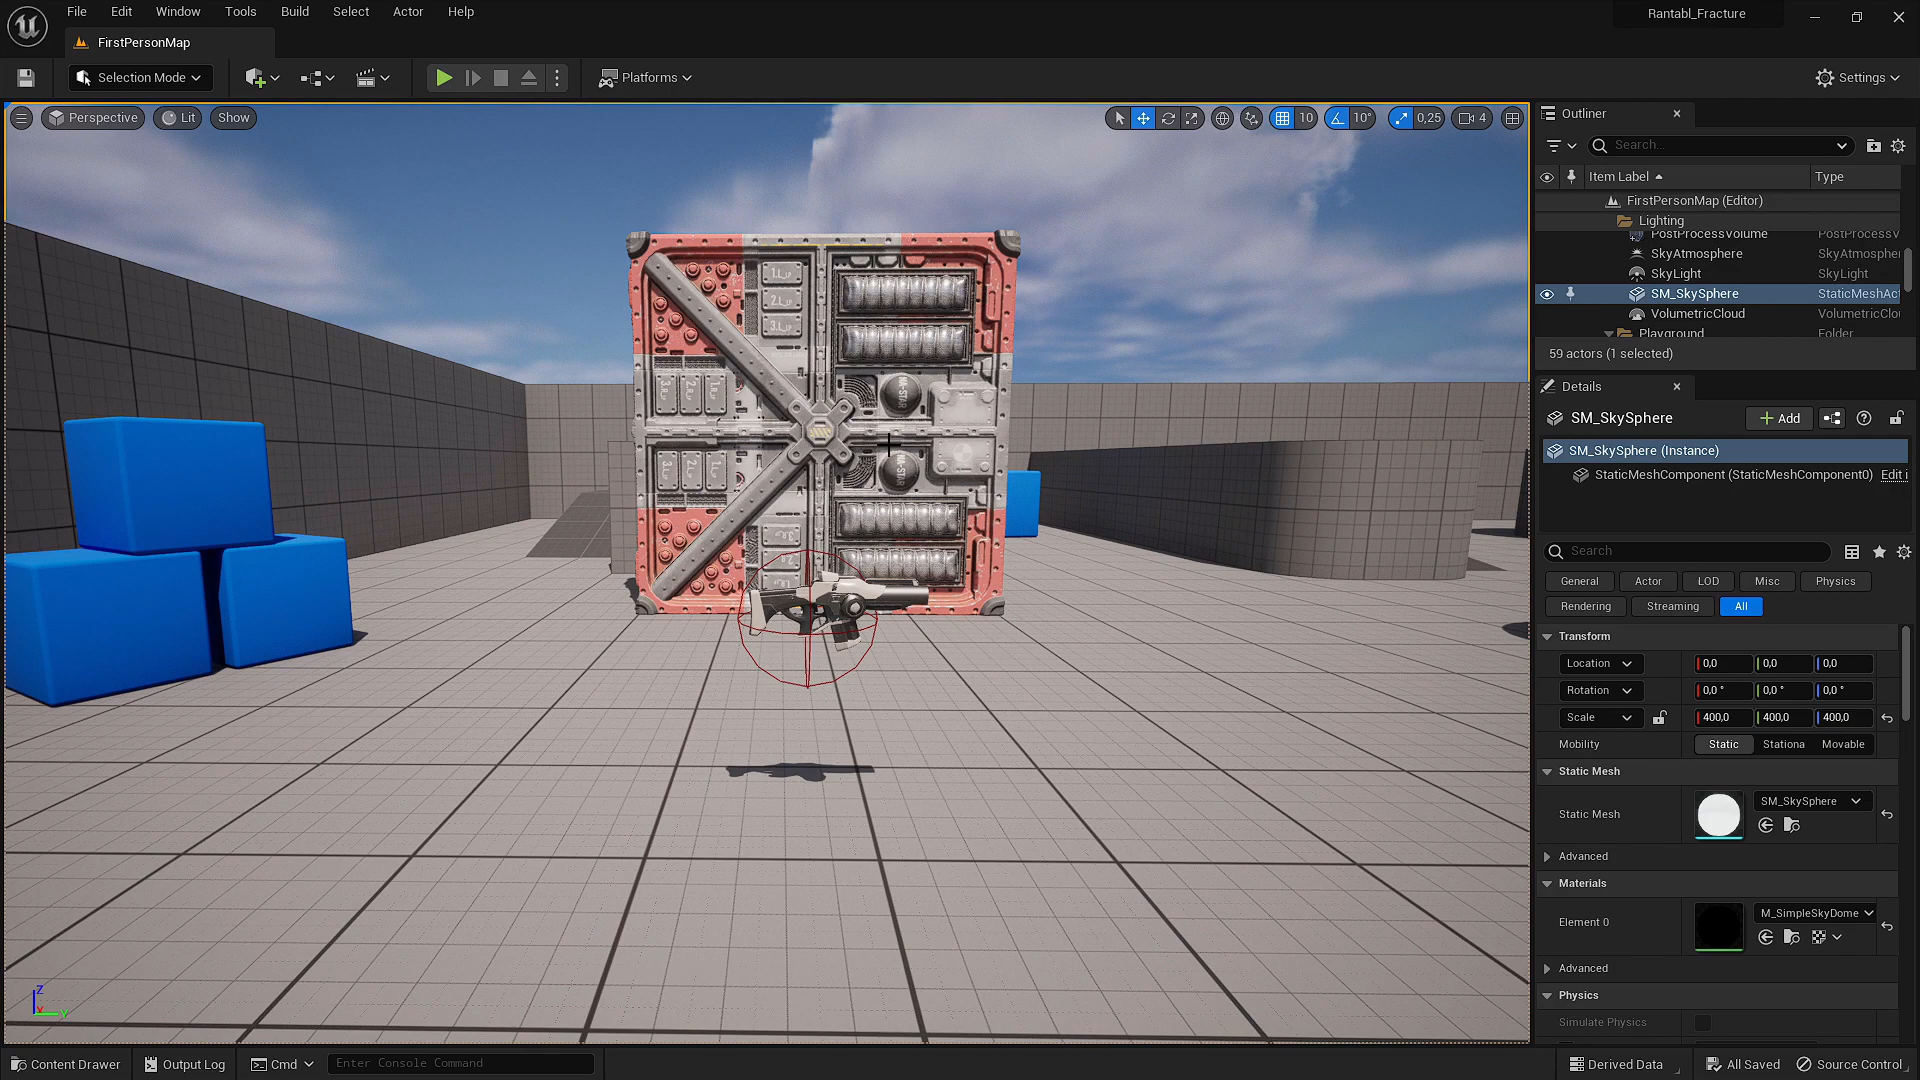 File Edit Window Tools Build Select Actor Help
Rantabl_Fracture
FirstPersonMap
Selection Mode
Platforms
Settings
Perspective Lit Show
10 10° 0,25 4
Outliner
Search...
Item Label Type
FirstPersonMap (Editor)
Lighting
PostProcessVolume PostProcessV
SkyAtmosphere SkyAtmospher
SkyLight SkyLight
SM_SkySphere StaticMeshAct
VolumetricCloud VolumetricClou
Playground Folder
59 actors (1 selected)
Details
SM_SkySphere
Add
SM_SkySphere (Instance)
StaticMeshComponent (StaticMeshComponent0) Edit i
Search
General Actor LOD Misc Physics
Rendering Streaming All
Transform
Location 0,0 0,0 0,0
Rotation 0,0 ° 0,0 ° 0,0 °
Scale 400,0 400,0 400,0
Mobility Static Stationa Movable
Static Mesh
Static Mesh SM_SkySphere
Advanced
Materials
Element 0 M_SimpleSkyDome
Advanced
Physics
Simulate Physics
Z
X
Y
Content Drawer Output Log Cmd Enter Console Command
Derived Data All Saved Source Control